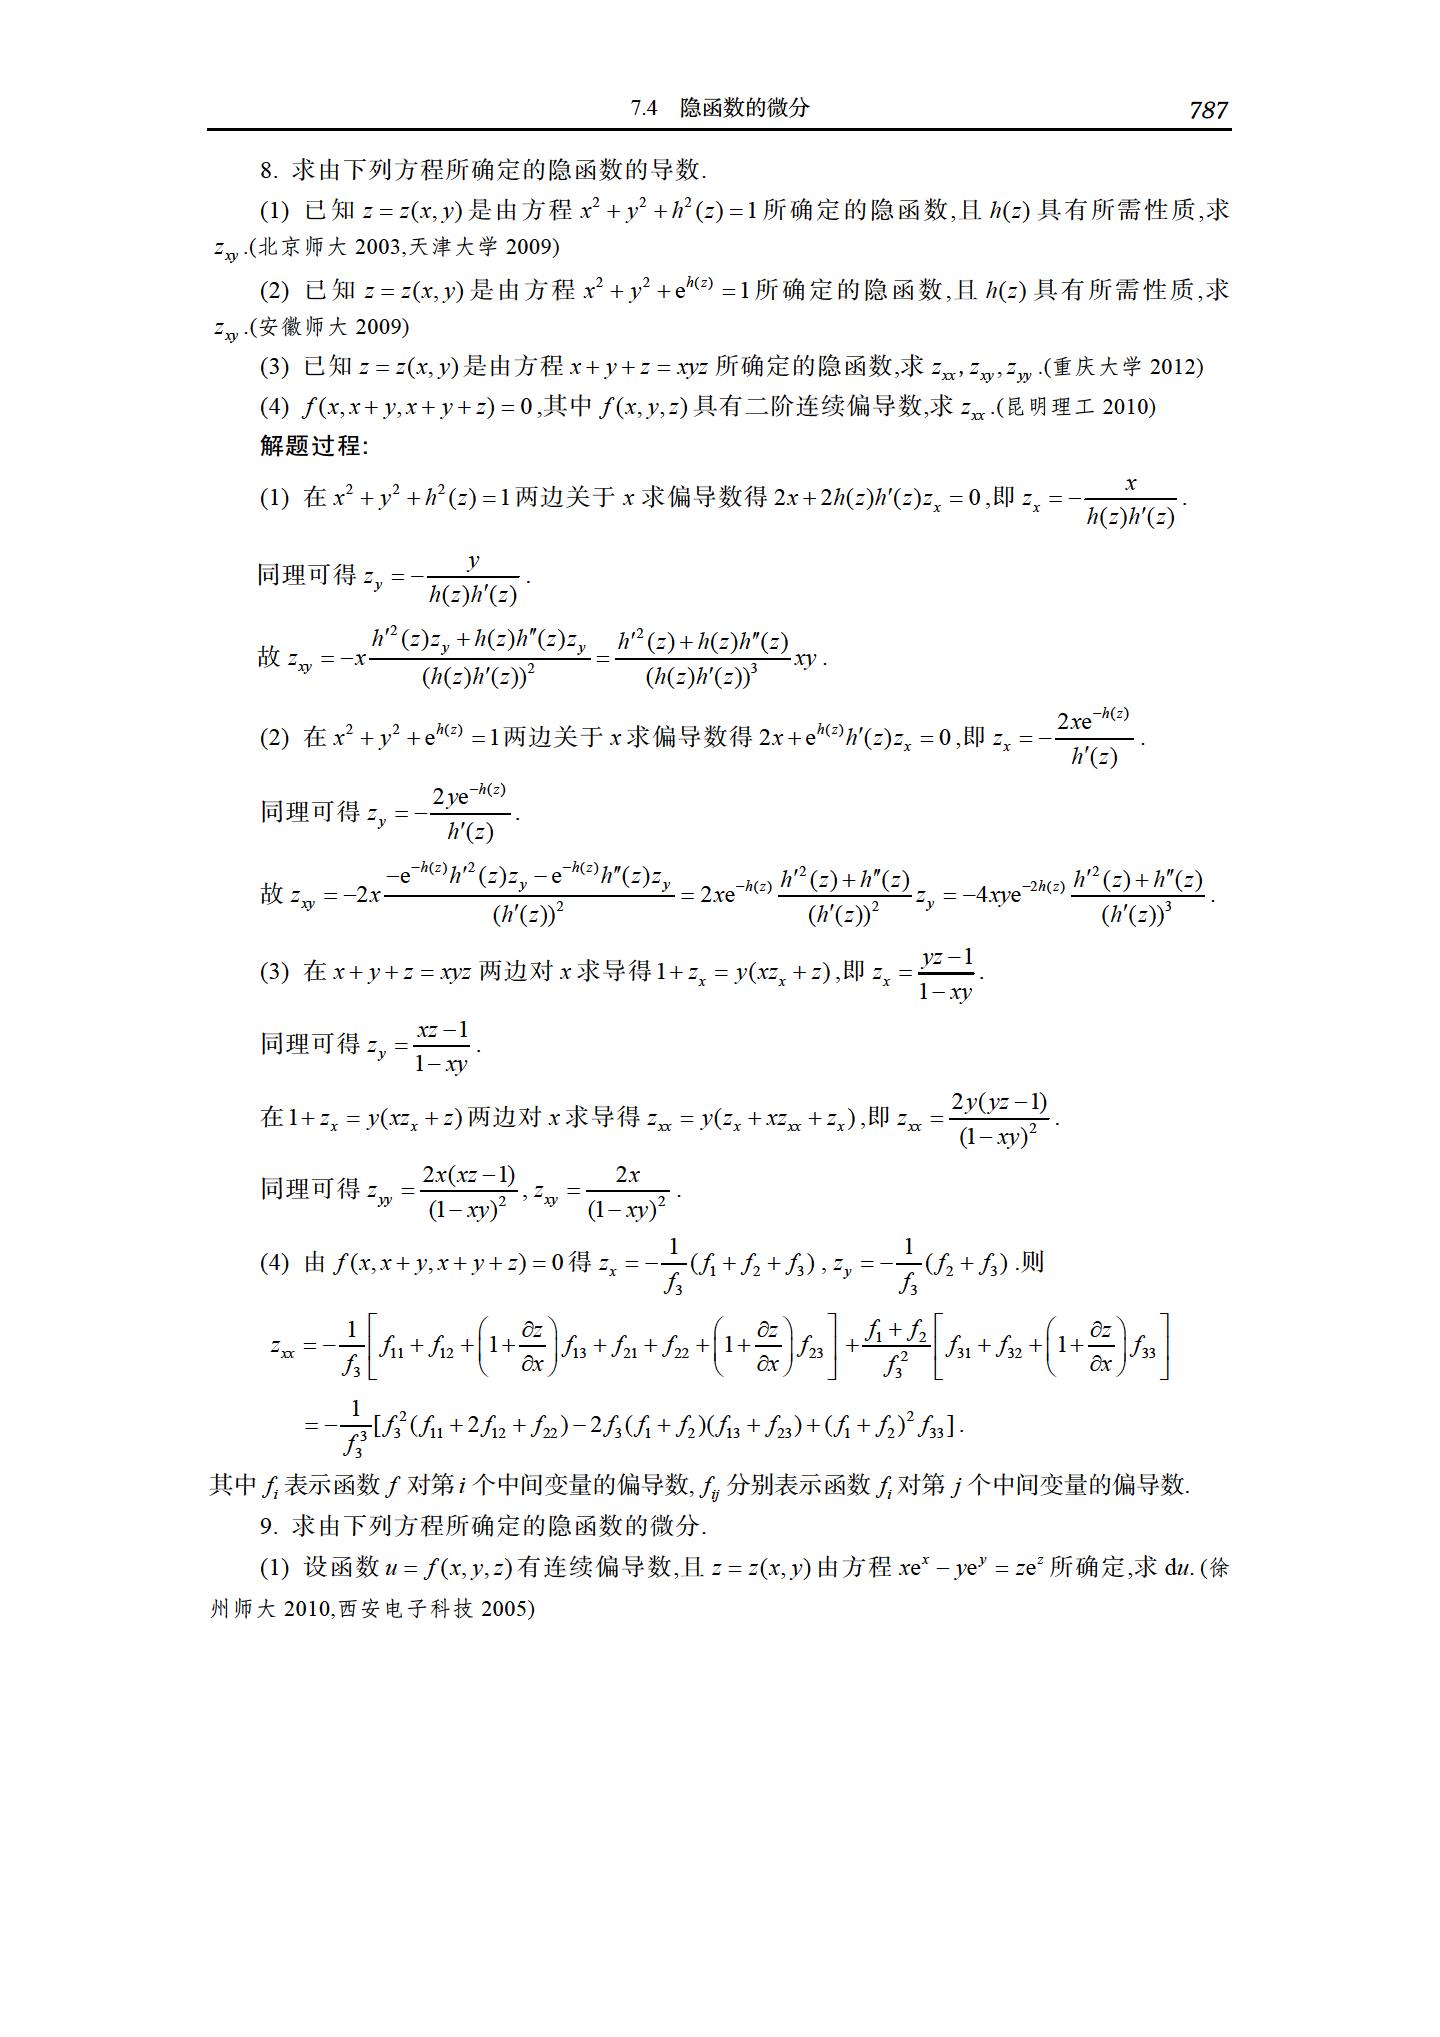 7.4 隐函数的微分 787
8. 求由下列方程所确定的隐函数的导数.
(1) 已知 $z = z(x, y)$ 是由方程 $x^2 + y^2 + h^2(z) = 1$ 所确定的隐函数,且 $h(z)$ 具有所需性质,求
$z_{xy}$.(北京师大 2003,天津大学 2009)
(2) 已知 $z = z(x, y)$ 是由方程 $x^2 + y^2 + \mathrm{e}^{h(z)} = 1$ 所确定的隐函数,且 $h(z)$ 具有所需性质,求
$z_{xy}$.(安徽师大 2009)
(3) 已知 $z = z(x, y)$ 是由方程 $x + y + z = xyz$ 所确定的隐函数,求 $z_{xx}, z_{xy}, z_{yy}$.(重庆大学 2012)
(4) $f(x, x+y, x+y+z) = 0$,其中 $f(x, y, z)$ 具有二阶连续偏导数,求 $z_{xx}$.(昆明理工 2010)
解题过程:
(1) 在 $x^2 + y^2 + h^2(z) = 1$ 两边关于 $x$ 求偏导数得 $2x + 2h(z)h'(z)z_x = 0$,即 $z_x = -\frac{x}{h(z)h'(z)}$.
同理可得 $z_y = -\frac{y}{h(z)h'(z)}$.
故 $z_{xy} = -x\frac{h'^2(z)z_y + h(z)h''(z)z_y}{(h(z)h'(z))^2} = \frac{h'^2(z) + h(z)h''(z)}{(h(z)h'(z))^3}xy$.
(2) 在 $x^2 + y^2 + \mathrm{e}^{h(z)} = 1$ 两边关于 $x$ 求偏导数得 $2x + \mathrm{e}^{h(z)}h'(z)z_x = 0$,即 $z_x = -\frac{2x\mathrm{e}^{-h(z)}}{h'(z)}$.
同理可得 $z_y = -\frac{2y\mathrm{e}^{-h(z)}}{h'(z)}$.
故 $z_{xy} = -2x\frac{-\mathrm{e}^{-h(z)}h'^2(z)z_y - \mathrm{e}^{-h(z)}h''(z)z_y}{(h'(z))^2} = 2x\mathrm{e}^{-h(z)}\frac{h'^2(z) + h''(z)}{(h'(z))^2}z_y = -4xy\mathrm{e}^{-2h(z)}\frac{h'^2(z) + h''(z)}{(h'(z))^3}$.
(3) 在 $x + y + z = xyz$ 两边对 $x$ 求导得 $1 + z_x = y(xz_x + z)$,即 $z_x = \frac{yz-1}{1-xy}$.
同理可得 $z_y = \frac{xz-1}{1-xy}$.
在 $1 + z_x = y(xz_x + z)$ 两边对 $x$ 求导得 $z_{xx} = y(z_x + xz_{xx} + z_x)$,即 $z_{xx} = \frac{2y(yz-1)}{(1-xy)^2}$.
同理可得 $z_{yy} = \frac{2x(xz-1)}{(1-xy)^2}, z_{xy} = \frac{2x}{(1-xy)^2}$.
(4) 由 $f(x, x+y, x+y+z) = 0$ 得 $z_x = -\frac{1}{f_3}(f_1 + f_2 + f_3)$, $z_y = -\frac{1}{f_3}(f_2 + f_3)$.则
$z_{xx} = -\frac{1}{f_3}\left[f_{11} + f_{12} + \left(1 + \frac{\partial z}{\partial x}\right)f_{13} + f_{21} + f_{22} + \left(1 + \frac{\partial z}{\partial x}\right)f_{23}\right] + \frac{f_1 + f_2}{f_3^2}\left[f_{31} + f_{32} + \left(1 + \frac{\partial z}{\partial x}\right)f_{33}\right]$
$= -\frac{1}{f_3^3}[f_3^2(f_{11} + 2f_{12} + f_{22}) - 2f_3(f_1 + f_2)(f_{13} + f_{23}) + (f_1 + f_2)^2 f_{33}]$.
其中 $f_i$ 表示函数 $f$ 对第 $i$ 个中间变量的偏导数, $f_{ij}$ 分别表示函数 $f_i$ 对第 $j$ 个中间变量的偏导数.
9. 求由下列方程所确定的隐函数的微分.
(1) 设函数 $u = f(x, y, z)$ 有连续偏导数,且 $z = z(x, y)$ 由方程 $x\mathrm{e}^x - y\mathrm{e}^y = z\mathrm{e}^z$ 所确定,求 $\mathrm{d}u$. (徐
州师大 2010,西安电子科技 2005)